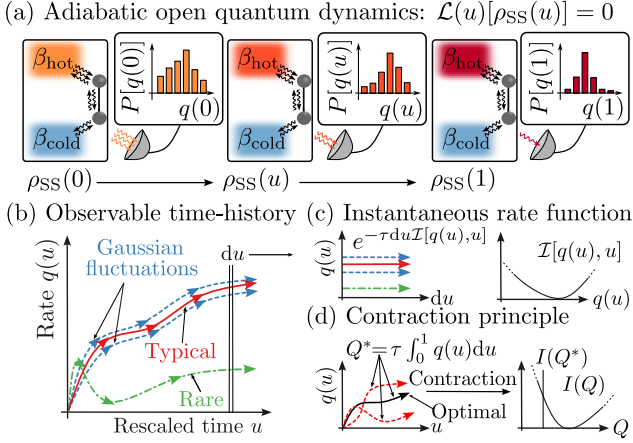 (a) Adiabatic open quantum dynamics: 𝓛(u)[ρSS(u)] = 0
βhot
βcold
P[q(0)]
q(0)
βhot
βcold
P[q(u)]
q(u)
βhot
βcold
P[q(1)]
q(1)
ρSS(0)
ρSS(u)
ρSS(1)
(b) Observable time-history
Rate q(u)
Gaussian
fluctuations
du
Typical
Rare
Rescaled time u
(c) Instantaneous rate function
e^{-τdu𝓘[q(u),u]}
q(u)
du
𝓘[q(u), u]
q(u)
(d) Contraction principle
Q*=τ∫₀¹ q(u)du
q(u)
u
Contraction
Optimal
I(Q*)
I(Q)
Q